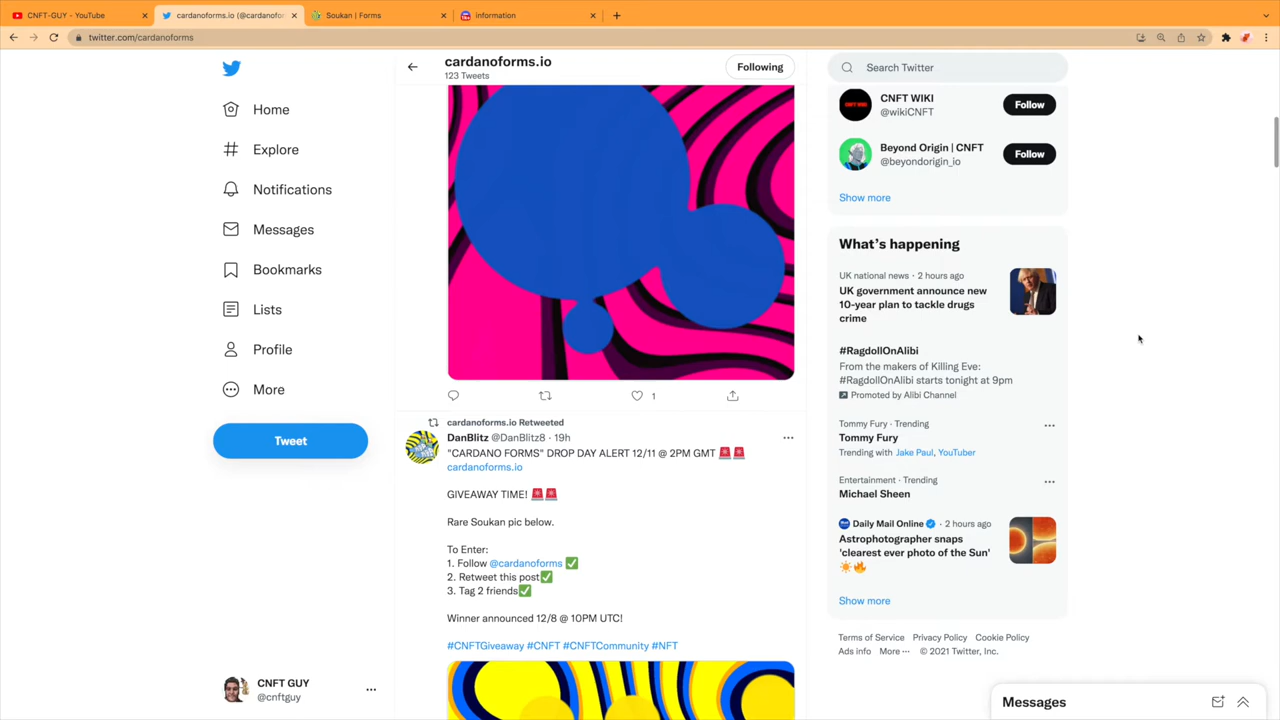 CNFT-GUY - YouTube
cardanoforms.io (@cardanofor
Soukan | Forms
information
twitter.com/cardanoforms
cardanoforms.io
123 Tweets
Following
Search Twitter
Home
Explore
Notifications
Messages
Bookmarks
Lists
Profile
More
Tweet
CNFT GUY
@cnftguy
1
cardanoforms.io Retweeted
DanBlitz @DanBlitz8 · 19h
"CARDANO FORMS" DROP DAY ALERT 12/11 @ 2PM GMT 🚨🚨
cardanoforms.io
GIVEAWAY TIME! 🚨🚨
Rare Soukan pic below.
To Enter:
1. Follow @cardanoforms ✅
2. Retweet this post✅
3. Tag 2 friends✅
Winner announced 12/8 @ 10PM UTC!
#CNFTGiveaway #CNFT #CNFTCommunity #NFT
CNFT WIKI
@wikiCNFT
Follow
Beyond Origin | CNFT
@beyondorigin_io
Follow
Show more
What's happening
UK national news · 2 hours ago
UK government announce new
10-year plan to tackle drugs
crime
#RagdollOnAlibi
From the makers of Killing Eve:
#RagdollOnAlibi starts tonight at 9pm
Promoted by Alibi Channel
Tommy Fury · Trending
Tommy Fury
Trending with Jake Paul, YouTuber
Entertainment · Trending
Michael Sheen
Daily Mail Online · 2 hours ago
Astrophotographer snaps
'clearest ever photo of the Sun'
☀️🔥
Show more
Terms of Service Privacy Policy Cookie Policy
Ads info More ··· © 2021 Twitter, Inc.
Messages